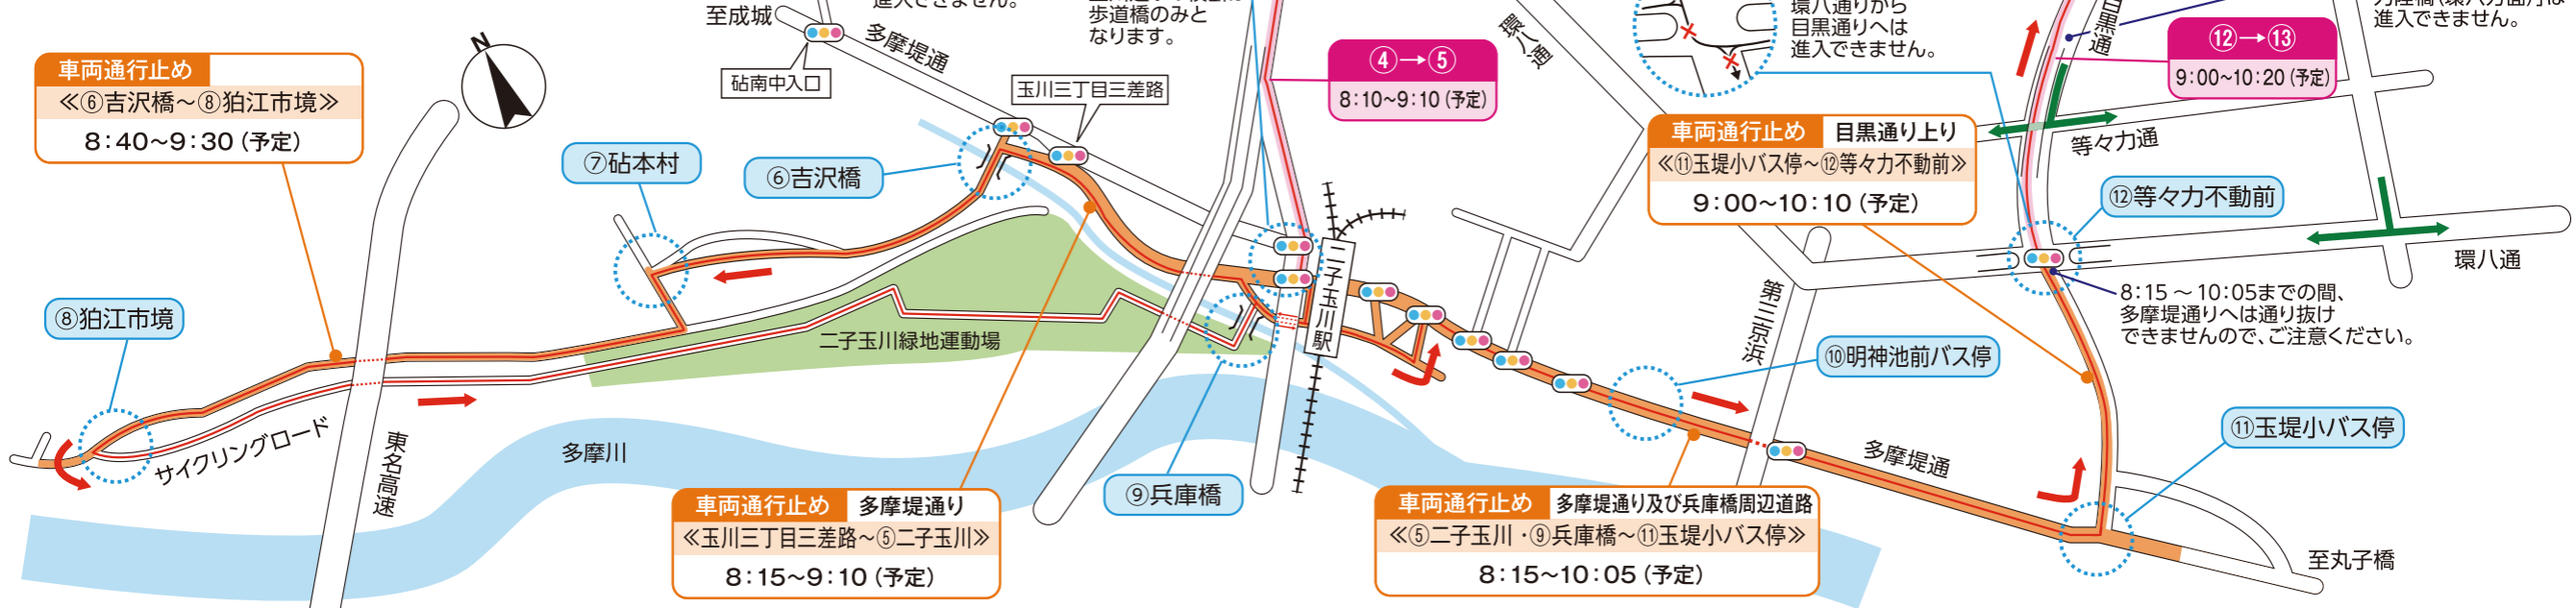 至成城
進入できません。
歩道橋のみと
なります。
多摩堤通
砧南中入口
玉川三丁目三差路
N
車両通行止め
≪⑥吉沢橋～⑧狛江市境≫
8:40～9:30(予定)
⑦砧本村
⑥吉沢橋
④→⑤
8:10～9:10(予定)
環八通
環八通りから
目黒通りへは
進入できません。
目黒通
進入できません。
⑫→⑬
9:00～10:20(予定)
等々力通
車両通行止め 目黒通り上り
≪⑪玉堤小バス停～⑫等々力不動前≫
9:00～10:10(予定)
⑫等々力不動前
環八通
8:15～10:05までの間、
多摩堤通りへは通り抜け
できませんので、ご注意ください。
⑧狛江市境
二子玉川緑地運動場
二子玉川駅
第三京浜
⑩明神池前バス停
⑪玉堤小バス停
サイクリングロード
東名高速
多摩川
⑨兵庫橋
多摩堤通
車両通行止め 多摩堤通り
≪玉川三丁目三差路～⑤二子玉川≫
8:15～9:10(予定)
車両通行止め 多摩堤通り及び兵庫橋周辺道路
≪⑤二子玉川・⑨兵庫橋～⑪玉堤小バス停≫
8:15～10:05(予定)
至丸子橋